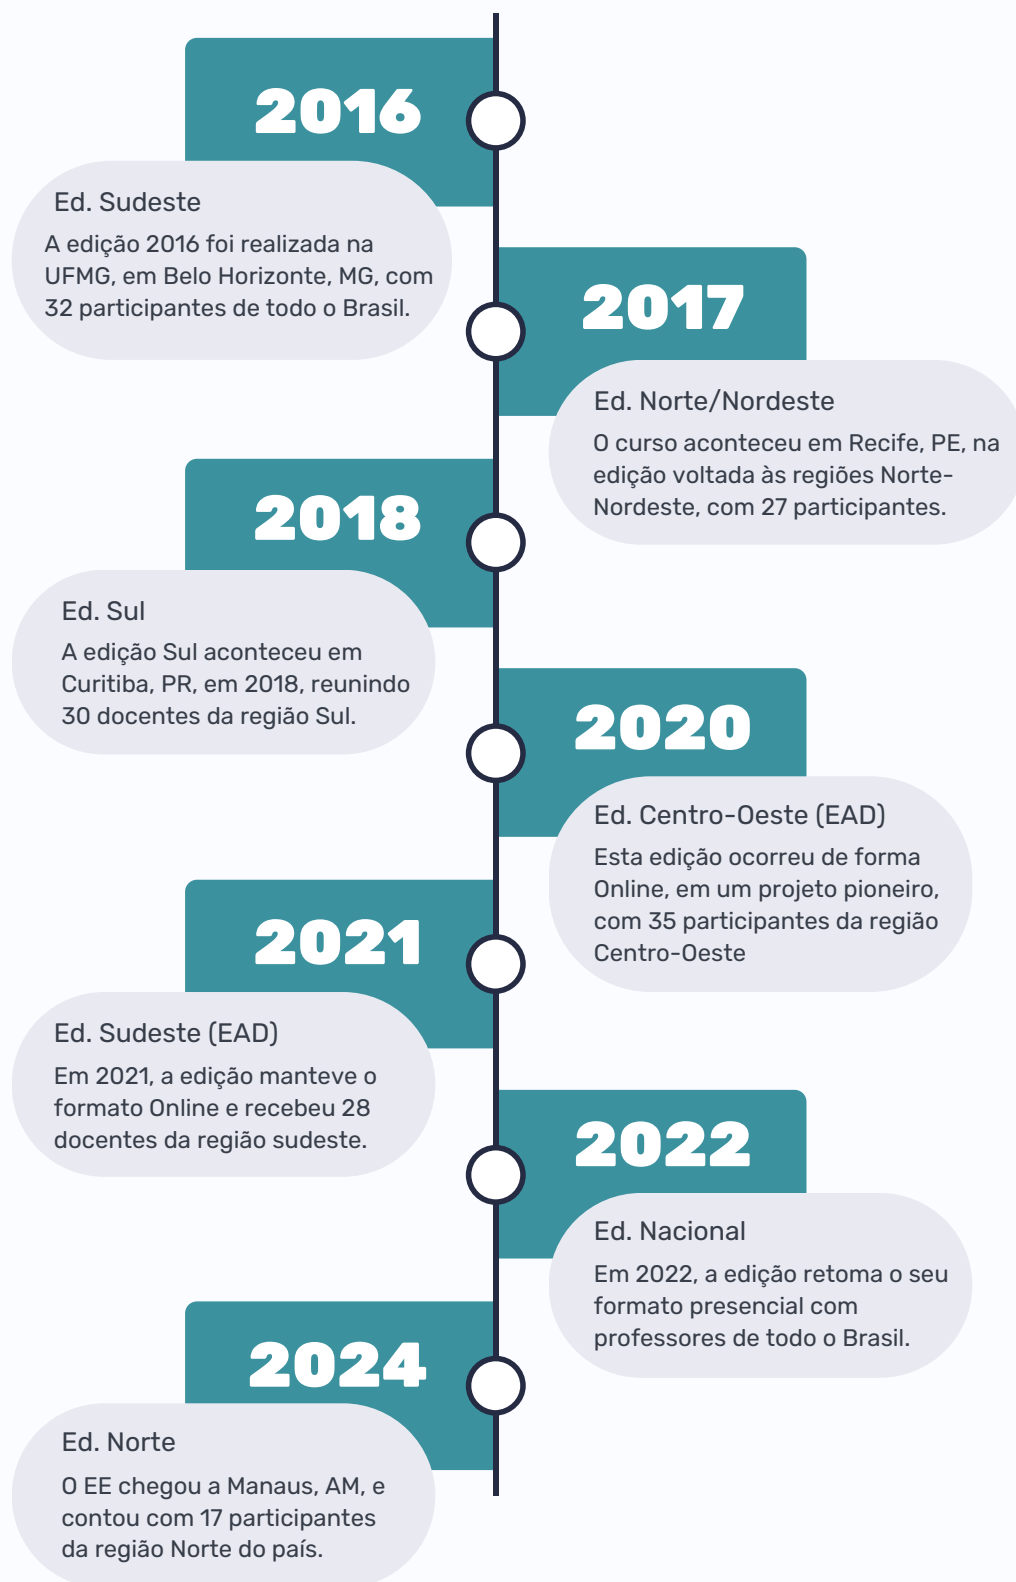 2016
Ed. Sudeste
A edição 2016 foi realizada na
UFMG, em Belo Horizonte, MG, com
32 participantes de todo o Brasil.
2017
Ed. Norte/Nordeste
O curso aconteceu em Recife, PE, na
edição voltada às regiões Norte-
Nordeste, com 27 participantes.
2018
Ed. Sul
A edição Sul aconteceu em
Curitiba, PR, em 2018, reunindo
30 docentes da região Sul.
2020
Ed. Centro-Oeste (EAD)
Esta edição ocorreu de forma
Online, em um projeto pioneiro,
com 35 participantes da região
Centro-Oeste
2021
Ed. Sudeste (EAD)
Em 2021, a edição manteve o
formato Online e recebeu 28
docentes da região sudeste.
2022
Ed. Nacional
Em 2022, a edição retoma o seu
formato presencial com
professores de todo o Brasil.
2024
Ed. Norte
O EE chegou a Manaus, AM, e
contou com 17 participantes
da região Norte do país.